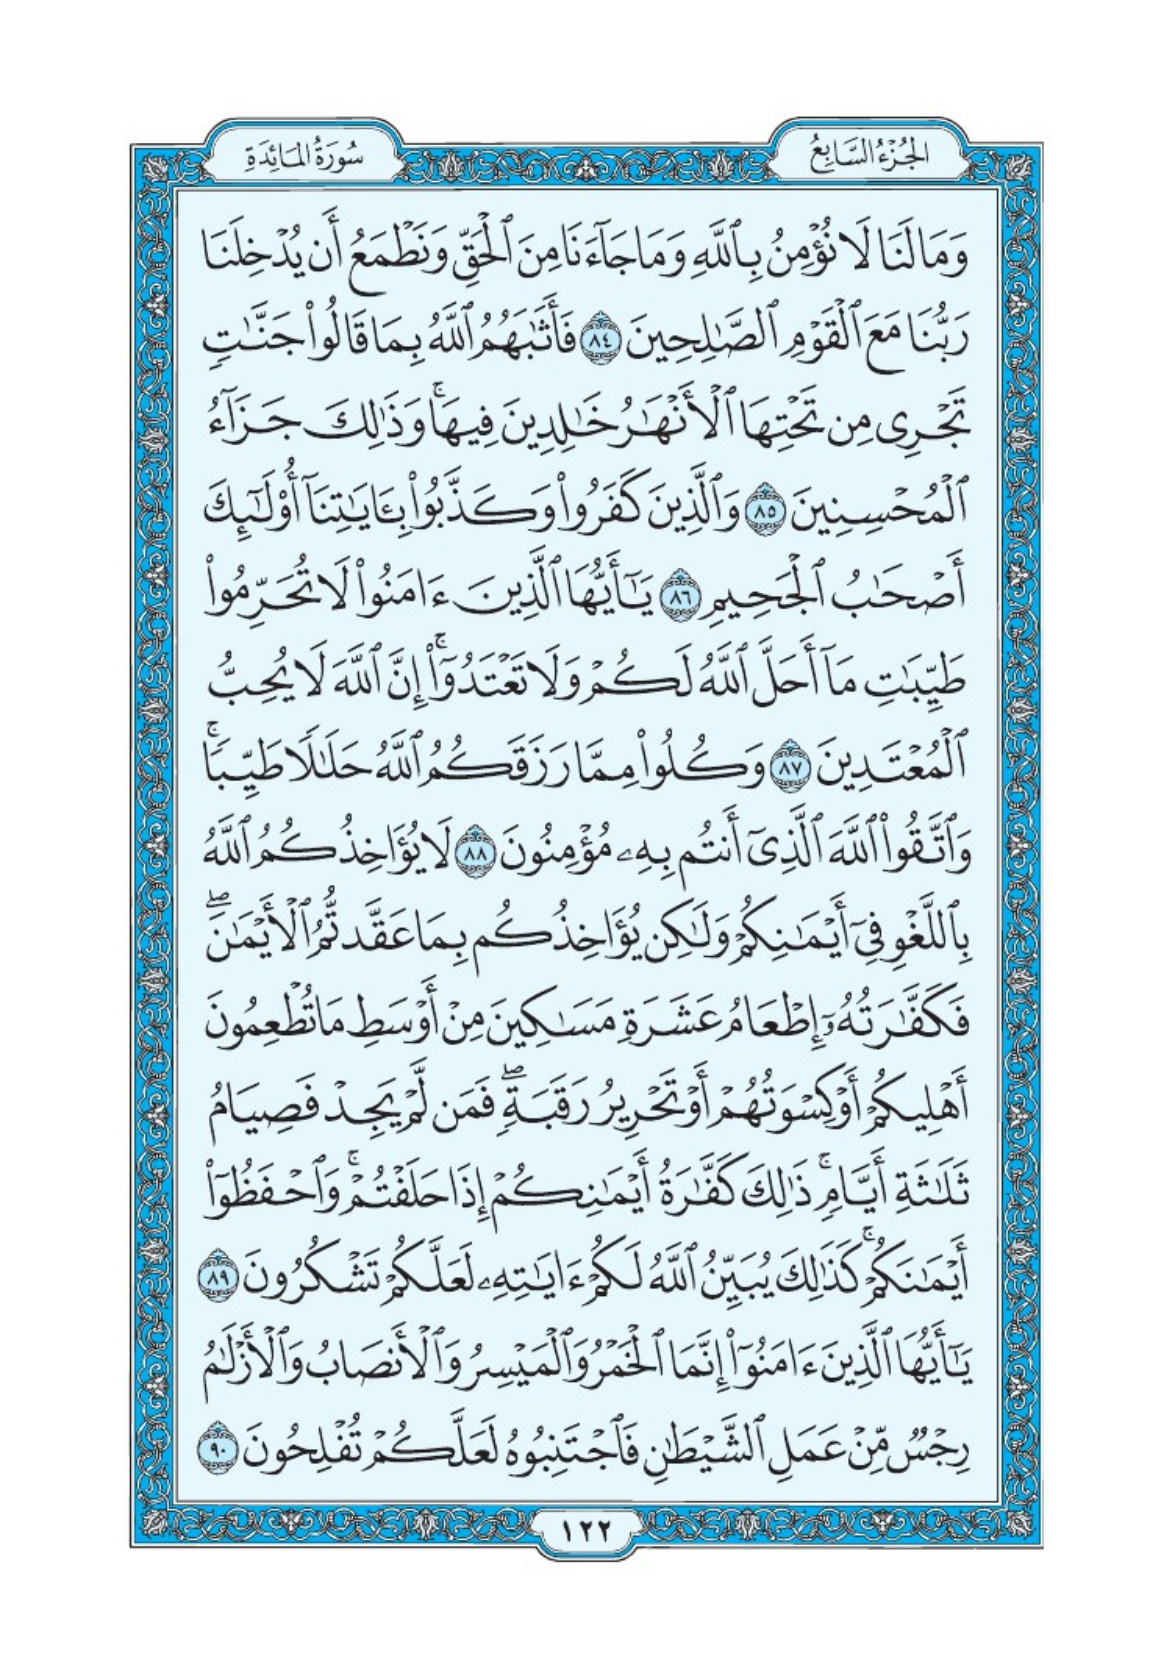 الجُزْءُ السَّابِعُ
سُورَةُ المَائِدَةِ
وَمَا لَنَا لَا نُؤْمِنُ بِٱللَّهِ وَمَا جَآءَنَا مِنَ ٱلْحَقِّ وَنَطْمَعُ أَن يُدْخِلَنَا
رَبُّنَا مَعَ ٱلْقَوْمِ ٱلصَّٰلِحِينَ ٨٤ فَأَثَٰبَهُمُ ٱللَّهُ بِمَا قَالُوا۟ جَنَّٰتٍ
تَجْرِى مِن تَحْتِهَا ٱلْأَنْهَٰرُ خَٰلِدِينَ فِيهَا ۚ وَذَٰلِكَ جَزَآءُ
ٱلْمُحْسِنِينَ ٨٥ وَٱلَّذِينَ كَفَرُوا۟ وَكَذَّبُوا۟ بِـَٔايَٰتِنَآ أُو۟لَٰٓئِكَ
أَصْحَٰبُ ٱلْجَحِيمِ ٨٦ يَٰٓأَيُّهَا ٱلَّذِينَ ءَامَنُوا۟ لَا تُحَرِّمُوا۟
طَيِّبَٰتِ مَآ أَحَلَّ ٱللَّهُ لَكُمْ وَلَا تَعْتَدُوٓا۟ ۚ إِنَّ ٱللَّهَ لَا يُحِبُّ
ٱلْمُعْتَدِينَ ٨٧ وَكُلُوا۟ مِمَّا رَزَقَكُمُ ٱللَّهُ حَلَٰلًا طَيِّبًا ۚ
وَٱتَّقُوا۟ ٱللَّهَ ٱلَّذِىٓ أَنتُم بِهِۦ مُؤْمِنُونَ ٨٨ لَا يُؤَاخِذُكُمُ ٱللَّهُ
بِٱللَّغْوِ فِىٓ أَيْمَٰنِكُمْ وَلَٰكِن يُؤَاخِذُكُم بِمَا عَقَّدتُّمُ ٱلْأَيْمَٰنَ ۖ
فَكَفَّٰرَتُهُۥٓ إِطْعَامُ عَشَرَةِ مَسَٰكِينَ مِنْ أَوْسَطِ مَا تُطْعِمُونَ
أَهْلِيكُمْ أَوْ كِسْوَتُهُمْ أَوْ تَحْرِيرُ رَقَبَةٍ ۖ فَمَن لَّمْ يَجِدْ فَصِيَامُ
ثَلَٰثَةِ أَيَّامٍ ۚ ذَٰلِكَ كَفَّٰرَةُ أَيْمَٰنِكُمْ إِذَا حَلَفْتُمْ ۚ وَٱحْفَظُوٓا۟
أَيْمَٰنَكُمْ ۚ كَذَٰلِكَ يُبَيِّنُ ٱللَّهُ لَكُمْ ءَايَٰتِهِۦ لَعَلَّكُمْ تَشْكُرُونَ ٨٩
يَٰٓأَيُّهَا ٱلَّذِينَ ءَامَنُوٓا۟ إِنَّمَا ٱلْخَمْرُ وَٱلْمَيْسِرُ وَٱلْأَنصَابُ وَٱلْأَزْلَٰمُ
رِجْسٌ مِّنْ عَمَلِ ٱلشَّيْطَٰنِ فَٱجْتَنِبُوهُ لَعَلَّكُمْ تُفْلِحُونَ ٩٠
١٢٢